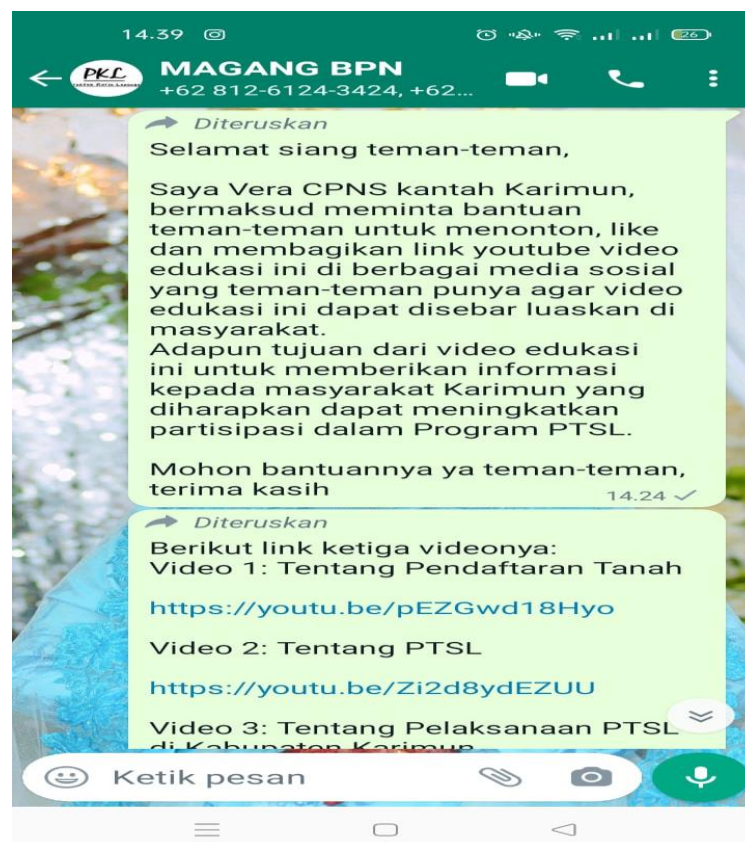 14.39
26
PKL
MAGANG BPN
+62 812-6124-3424, +62...
Diteruskan
Selamat siang teman-teman,
Saya Vera CPNS kantah Karimun,
bermaksud meminta bantuan
teman-teman untuk menonton, like
dan membagikan link youtube video
edukasi ini di berbagai media sosial
yang teman-teman punya agar video
edukasi ini dapat disebar luaskan di
masyarakat.
Adapun tujuan dari video edukasi
ini untuk memberikan informasi
kepada masyarakat Karimun yang
diharapkan dapat meningkatkan
partisipasi dalam Program PTSL.
Mohon bantuannya ya teman-teman,
terima kasih
14.24
Diteruskan
Berikut link ketiga videonya:
Video 1: Tentang Pendaftaran Tanah
https://youtu.be/pEZGwd18Hyo
Video 2: Tentang PTSL
https://youtu.be/Zi2d8ydEZUU
Video 3: Tentang Pelaksanaan PTSL
di Kabupaten Karimun
Ketik pesan